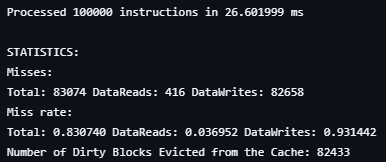 Processed 100000 instructions in 26.601999 ms
STATISTICS:
Misses:
Total: 83074 DataReads: 416 DataWrites: 82658
Miss rate:
Total: 0.830740 DataReads: 0.036952 DataWrites: 0.931442
Number of Dirty Blocks Evicted from the Cache: 82433